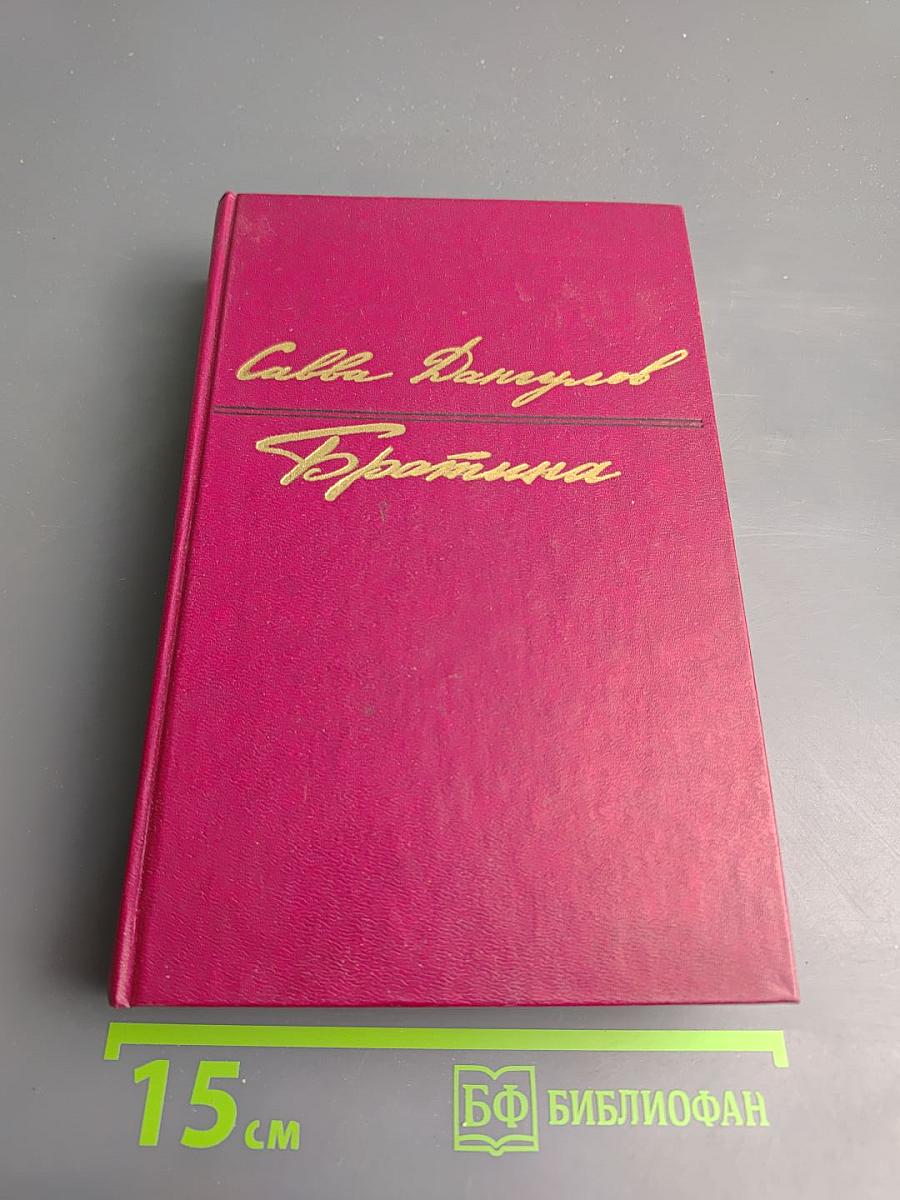 Савва Дангулов
Братина
15 см
БФ БИБЛИОФАН